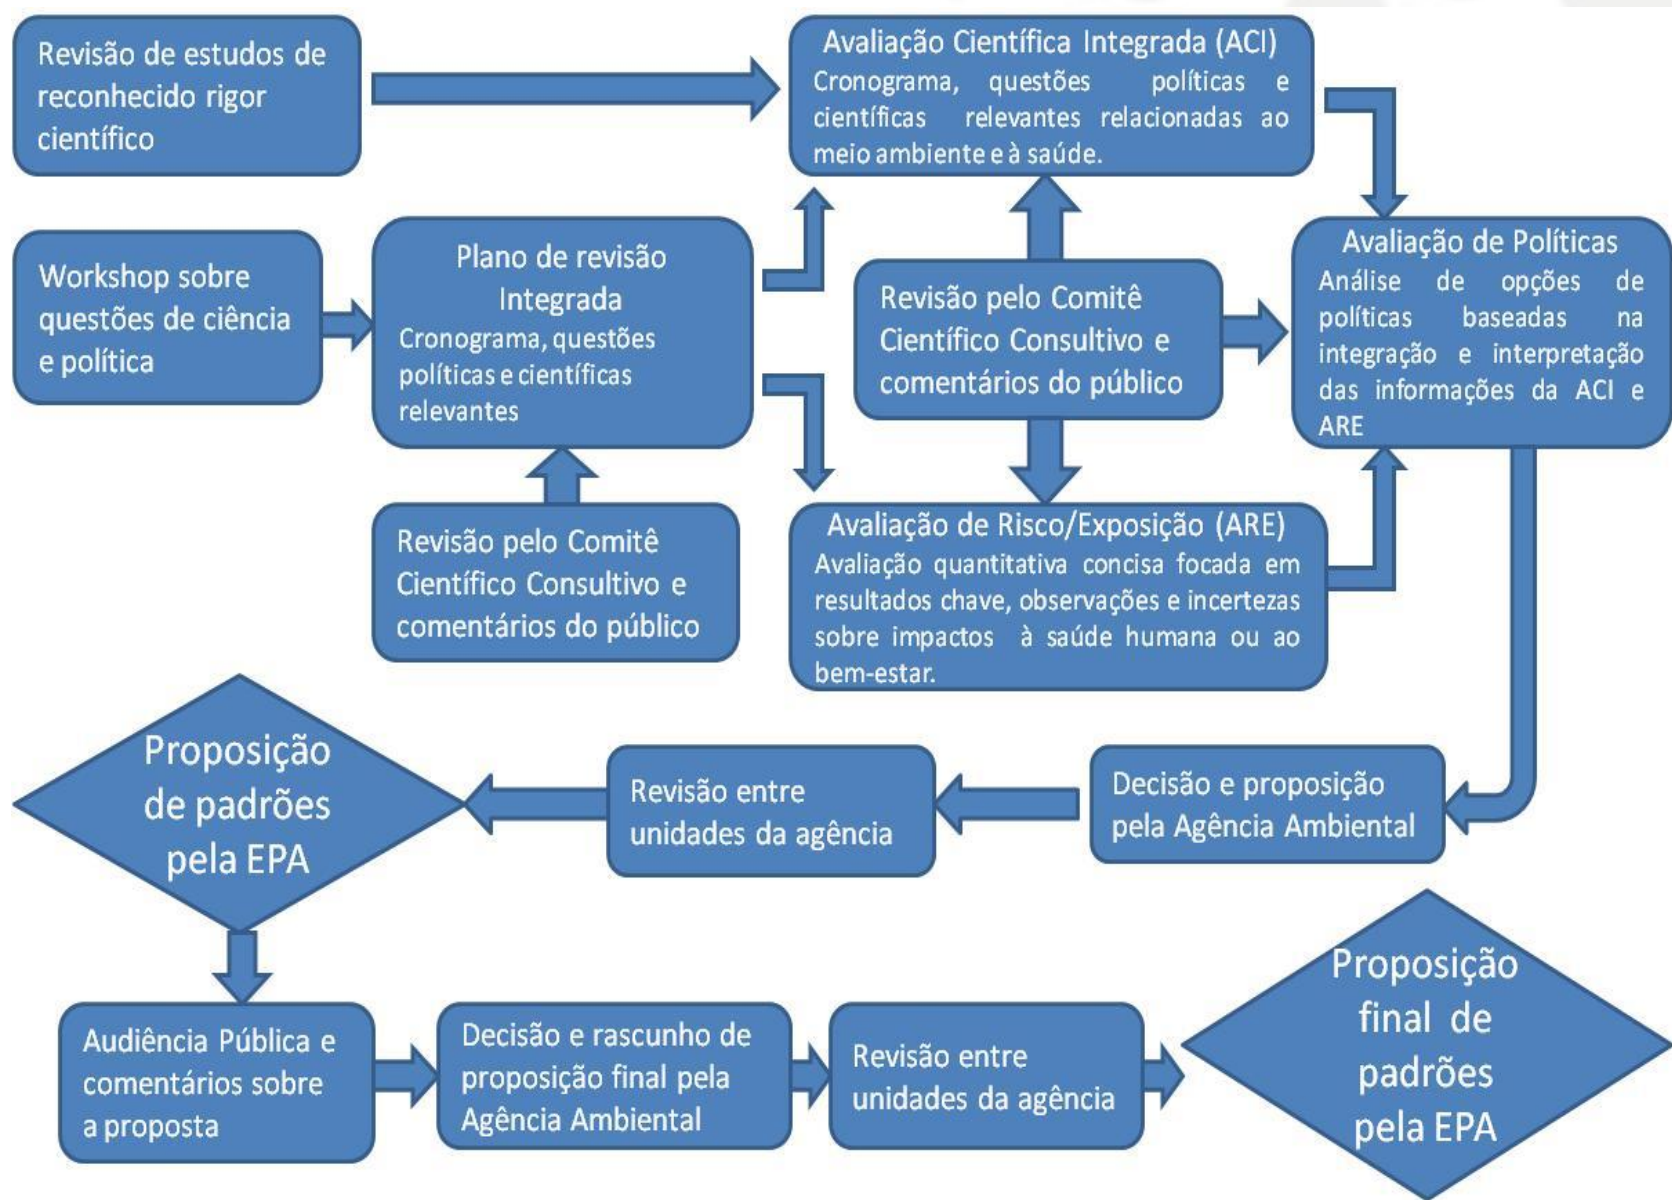 Revisão de estudos de
reconhecido rigor
científico
Avaliação Científica Integrada (ACI)
Cronograma, questões políticas e
científicas relevantes relacionadas ao
meio ambiente e à saúde.
Workshop sobre
questões de ciência
e política
Plano de revisão
Integrada
Cronograma, questões
políticas e científicas
relevantes
Revisão pelo Comitê
Científico Consultivo e
comentários do público
Avaliação de Políticas
Análise de opções de
políticas baseadas na
integração e interpretação
das informações da ACI e
ARE
Revisão pelo Comitê
Científico Consultivo e
comentários do público
Avaliação de Risco/Exposição (ARE)
Avaliação quantitativa concisa focada em
resultados chave, observações e incertezas
sobre impactos à saúde humana ou ao
bem-estar.
Proposição
de padrões
pela EPA
Revisão entre
unidades da agência
Decisão e proposição
pela Agência Ambiental
Audiência Pública e
comentários sobre
a proposta
Decisão e rascunho de
proposição final pela
Agência Ambiental
Revisão entre
unidades da agência
Proposição
final de
padrões
pela EPA